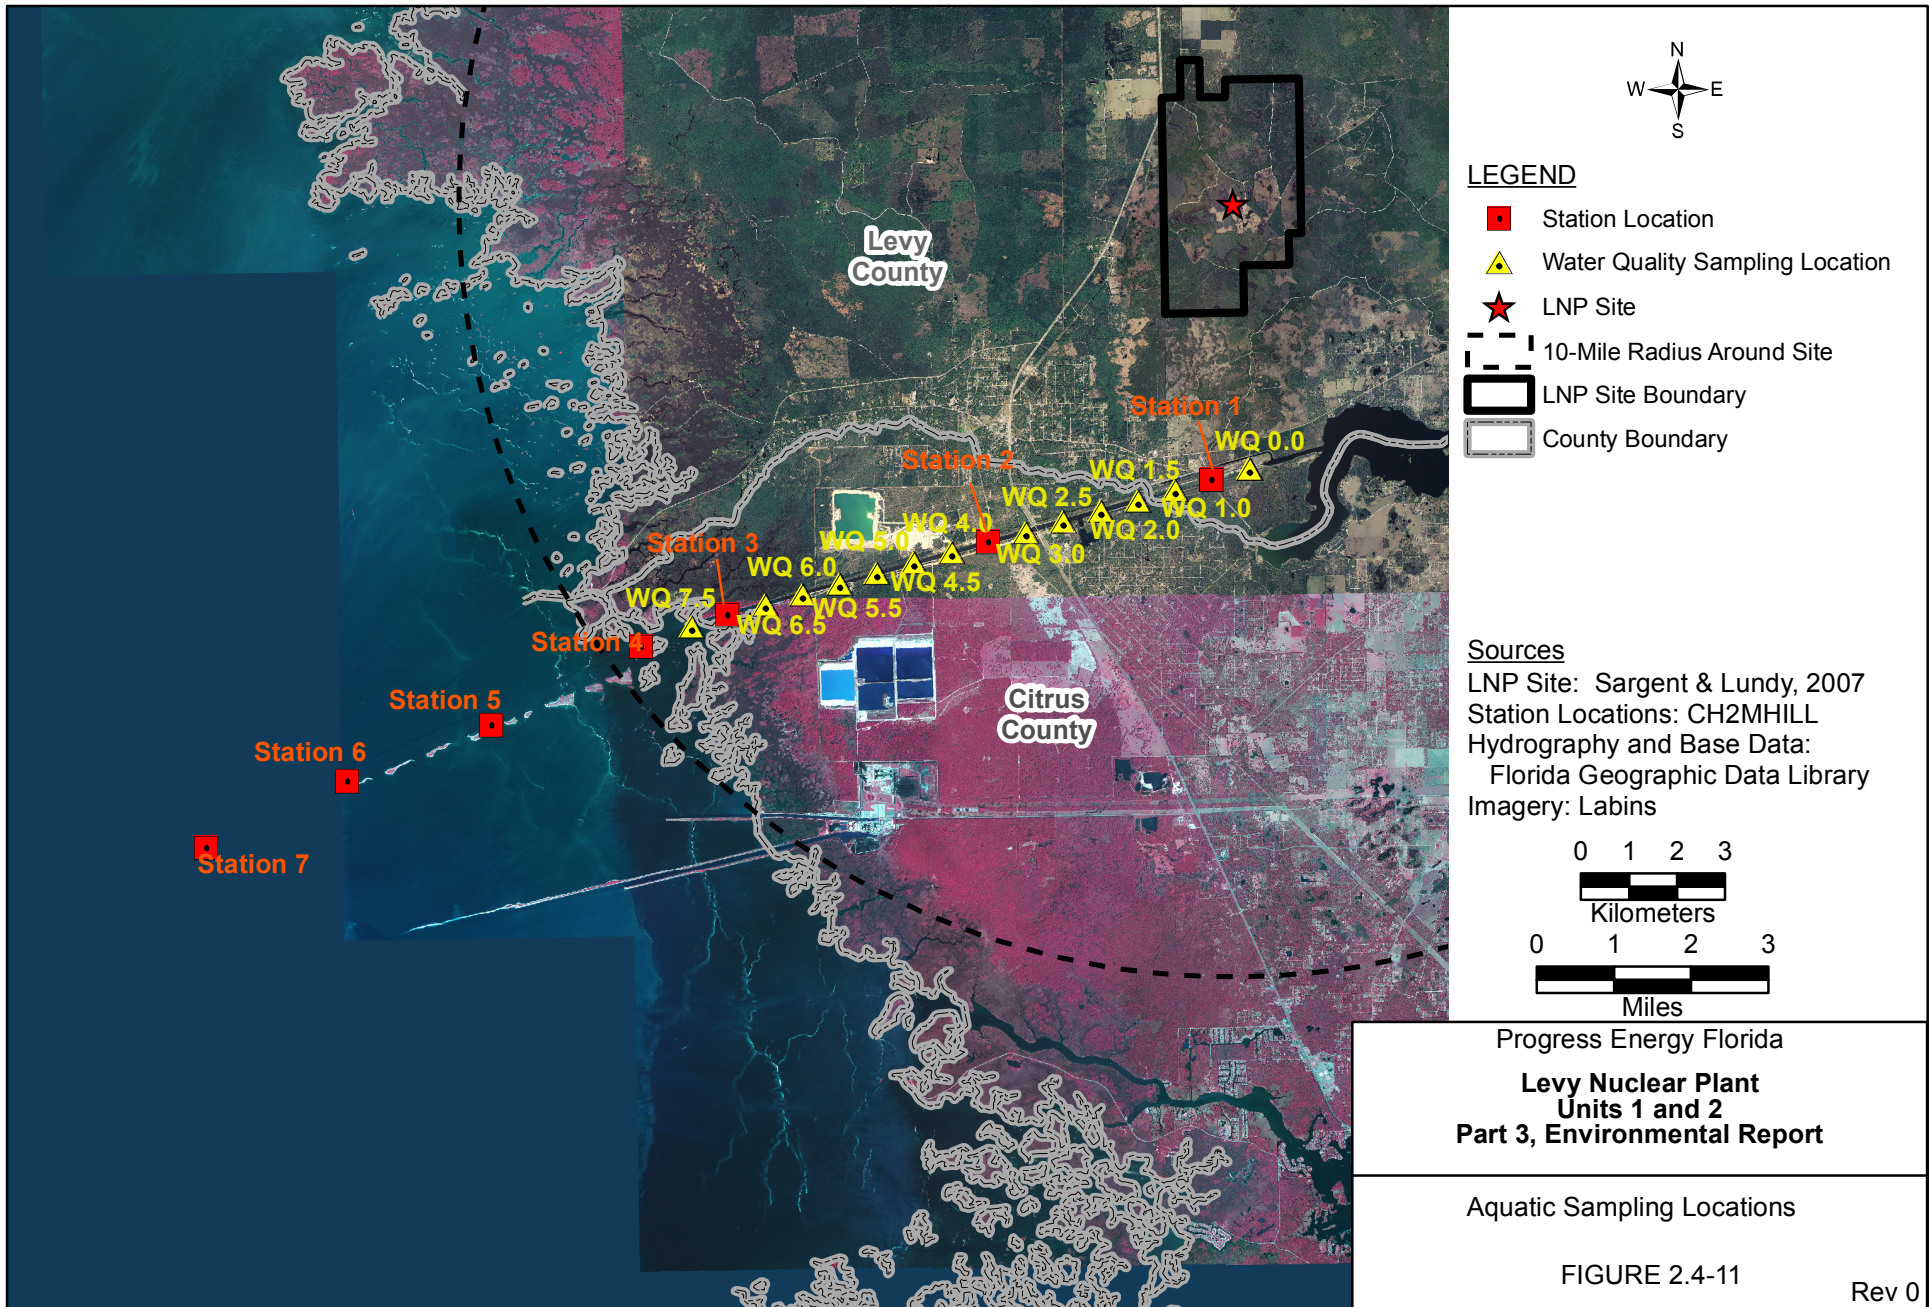 Levy
County
Station 1
WQ 0.0
Station 2
WQ 1.5
WQ 1.0
WQ 2.5
WQ 2.0
WQ 4.0
WQ 3.0
Station 3
WQ 5.0
WQ 4.5
WQ 6.0
WQ 5.5
WQ 7.5
WQ 6.5
Station 4
Station 5
Station 6
Station 7
Citrus
County
N
W E
S
LEGEND
Station Location
Water Quality Sampling Location
LNP Site
10-Mile Radius Around Site
LNP Site Boundary
County Boundary
Sources
LNP Site: Sargent & Lundy, 2007
Station Locations: CH2MHILL
Hydrography and Base Data:
Florida Geographic Data Library
Imagery: Labins
0 1 2 3
Kilometers
0 1 2 3
Miles
Progress Energy Florida
Levy Nuclear Plant
Units 1 and 2
Part 3, Environmental Report
Aquatic Sampling Locations
FIGURE 2.4-11
Rev 0